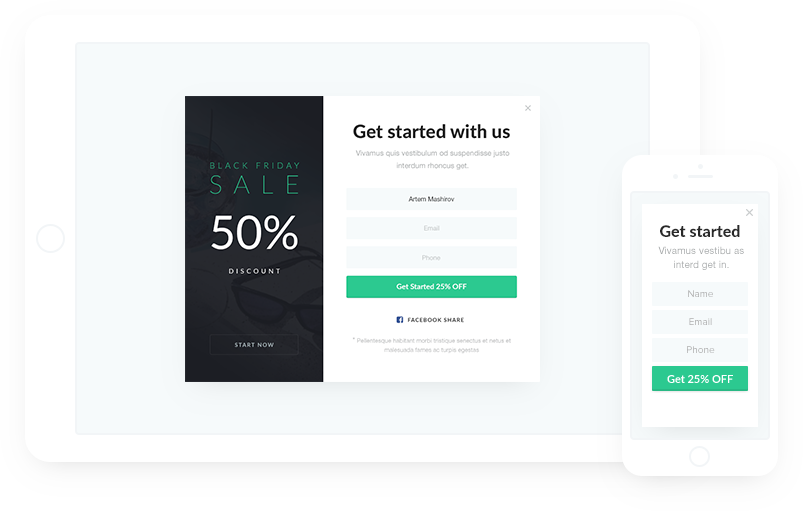 BLACK FRIDAY
SALE
50%
DISCOUNT
START NOW
Get started with us
Vivamus quis vestibulum od suspendisse justo
interdum rhoncus get.
Artem Mashirov
Email
Phone
Get Started 25% OFF
FACEBOOK SHARE
* Pellentesque habitant morbi tristique senectus et netus et
malesuada fames ac turpis egestas
Get started
Vivamus vestibu as
interd get in.
Name
Email
Phone
Get 25% OFF